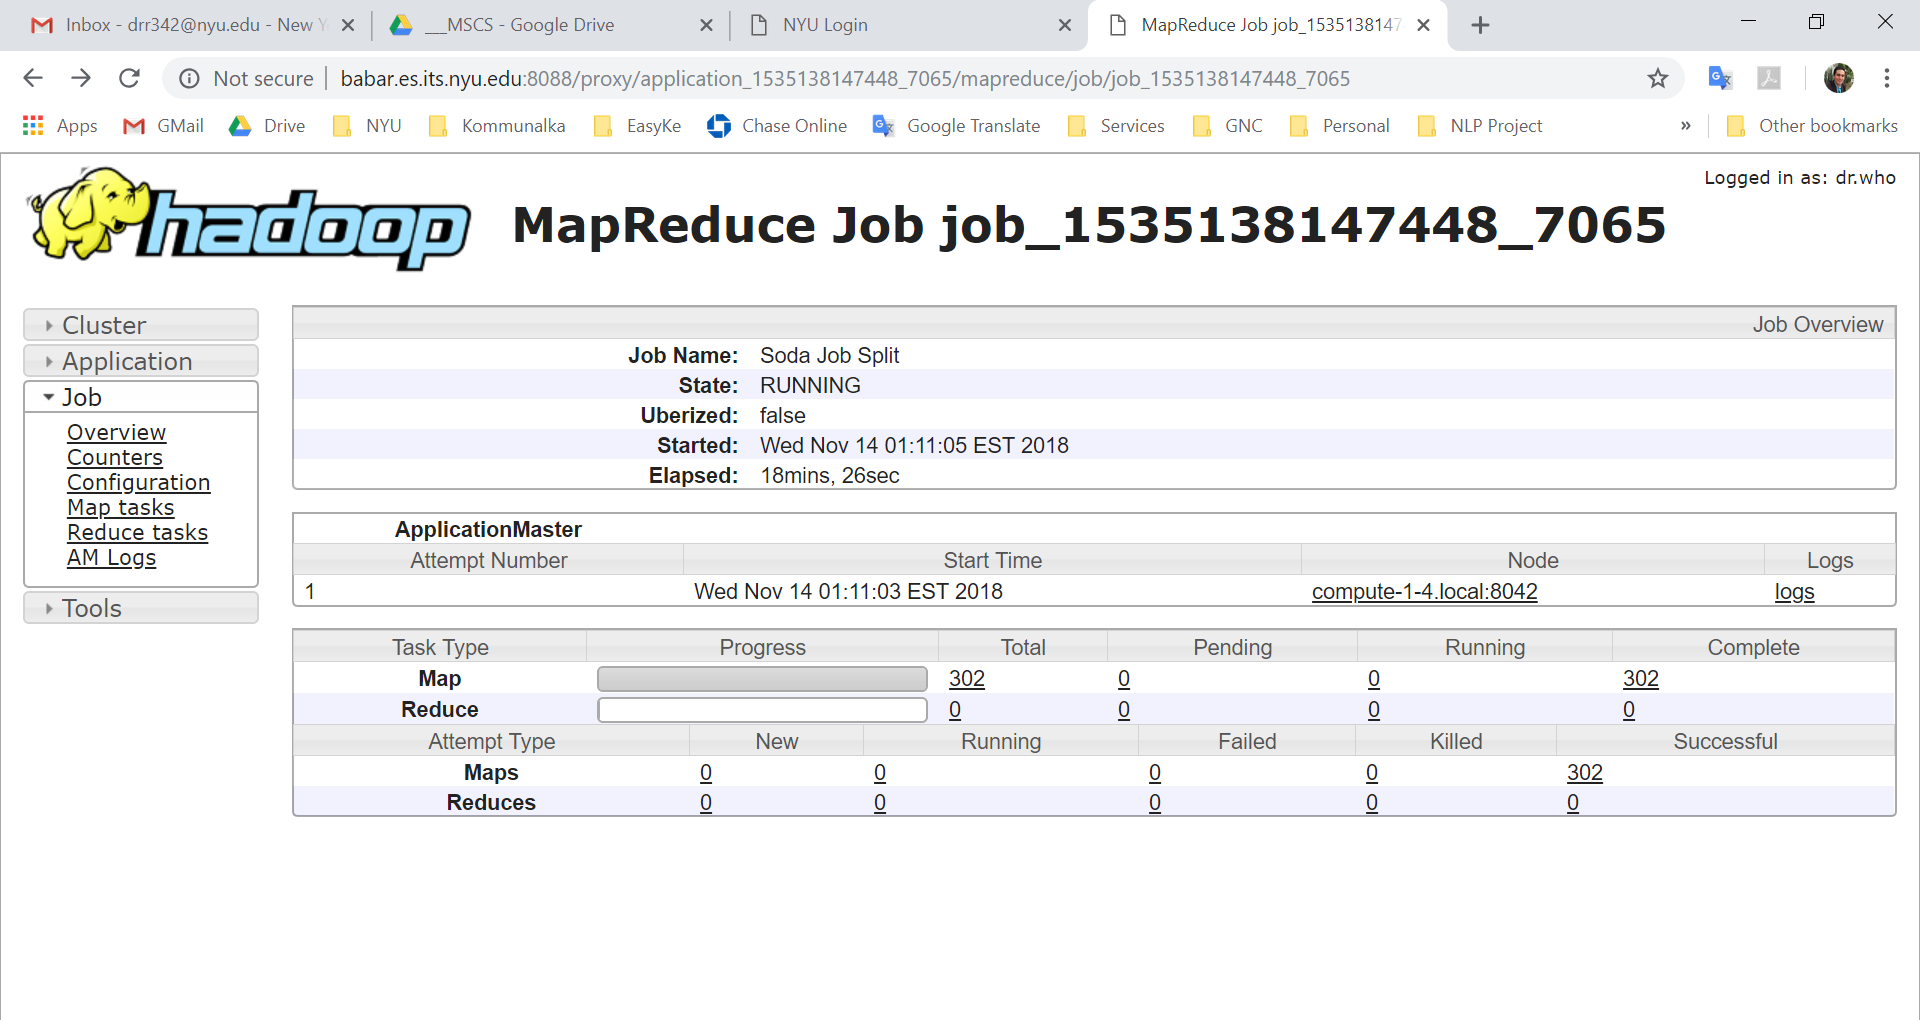 Inbox - drr342@nyu.edu - New Y
___MSCS - Google Drive
NYU Login
MapReduce Job job_1535138147
Not secure
babar.es.its.nyu.edu:8088/proxy/application_1535138147448_7065/mapreduce/job/job_1535138147448_7065
Apps GMail Drive NYU Kommunalka EasyKe Chase Online Google Translate Services GNC Personal NLP Project » Other bookmarks
Logged in as: dr.who
hadoop
MapReduce Job job_1535138147448_7065
Cluster
Application
Job
Overview
Counters
Configuration
Map tasks
Reduce tasks
AM Logs
Tools
Job Overview
Job Name: Soda Job Split
State: RUNNING
Uberized: false
Started: Wed Nov 14 01:11:05 EST 2018
Elapsed: 18mins, 26sec
ApplicationMaster
Attempt Number Start Time Node Logs
1 Wed Nov 14 01:11:03 EST 2018 compute-1-4.local:8042 logs
Task Type Progress Total Pending Running Complete
Map 302 0 0 302
Reduce 0 0 0 0
Attempt Type New Running Failed Killed Successful
Maps 0 0 0 0 302
Reduces 0 0 0 0 0